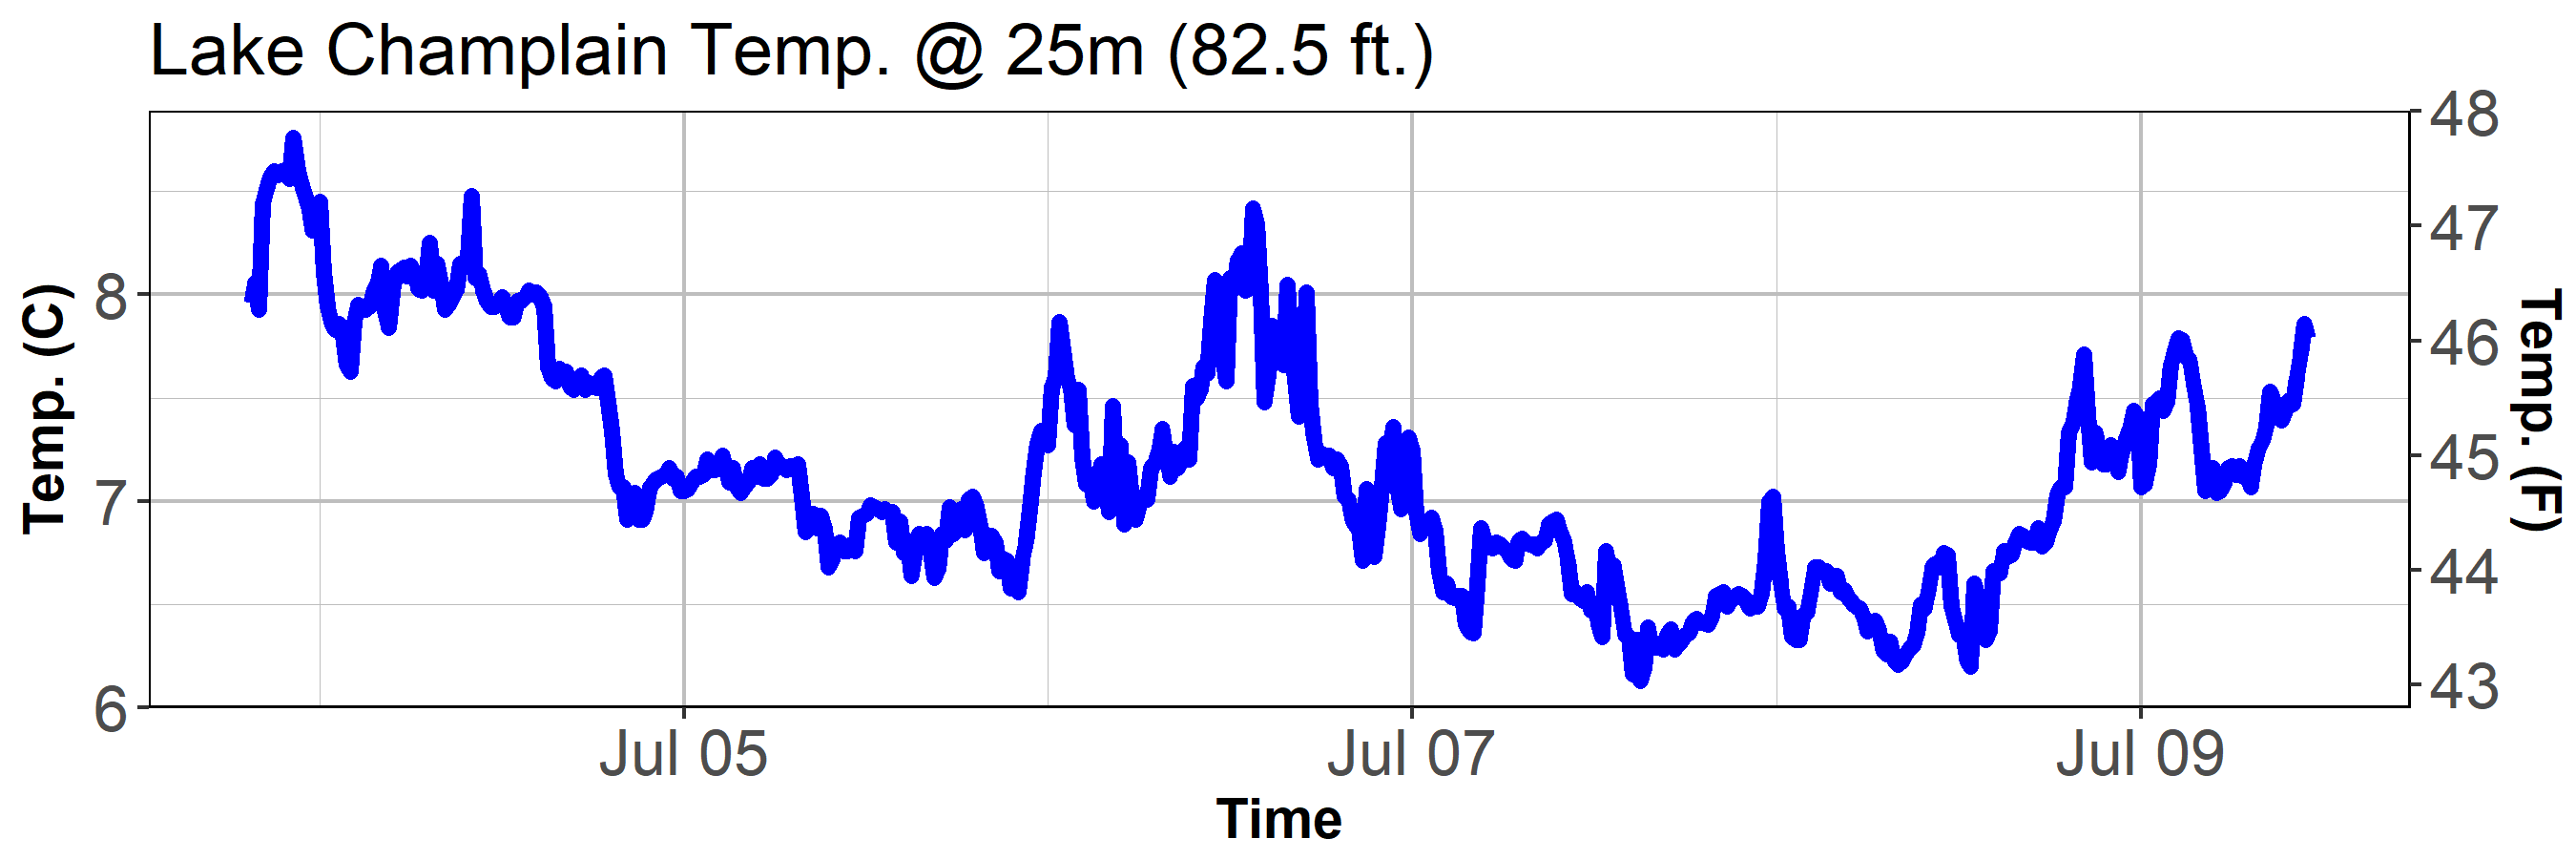 Lake Champlain Temp. @ 25m (82.5 ft.)
Temp. (C)
8
7
6
48
47
46
45
44
43
Temp. (F)
Jul 05
Jul 07
Jul 09
Time